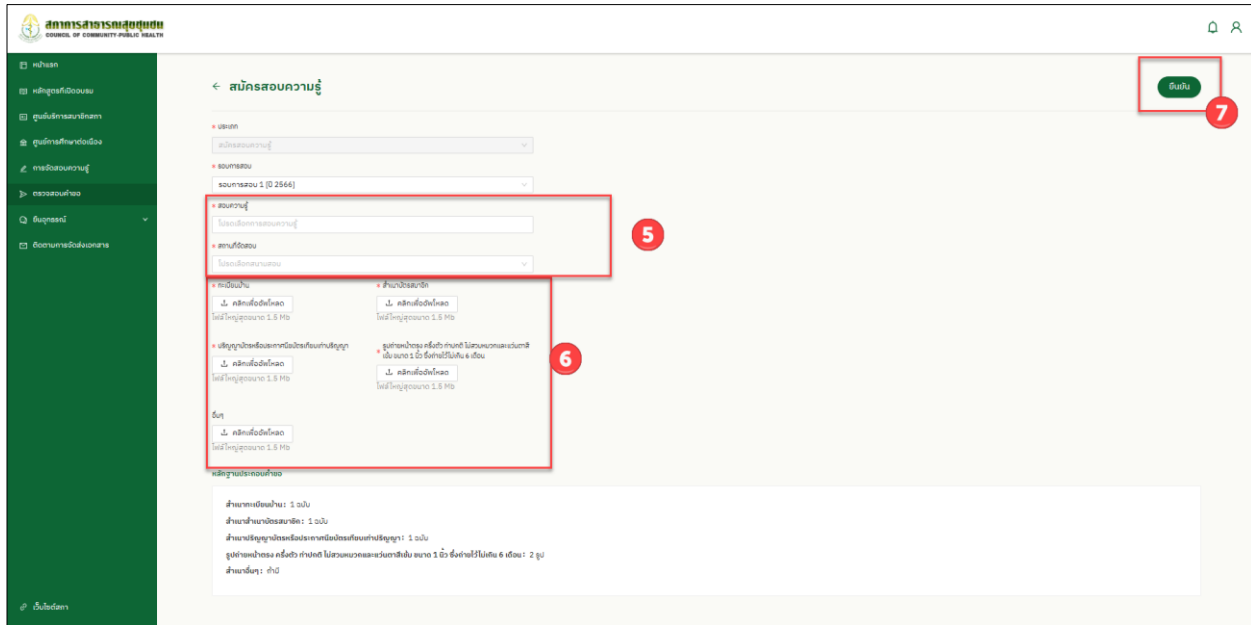 สภาการสาธารณสุขชุมชน
COUNCIL OF COMMUNITY-PUBLIC HEALTH
หน้าแรก
หลักสูตรที่เปิดอบรม
ศูนย์บริการสมาชิกสภา
ศูนย์การศึกษาต่อเนื่อง
การจัดสอบความรู้
ตรวจสอบคำขอ
ยื่นอุทธรณ์
ติดตามการจัดส่งเอกสาร
เว็บไซต์สภา
← สมัครสอบความรู้
ยืนยัน
7
* ประเภท
สมัครสอบความรู้
* รอบการสอบ
รอบการสอบ 1 [ปี 2566]
* สอบความรู้
โปรดเลือกการสอบความรู้
5
* สถานที่จัดสอบ
โปรดเลือกสนามสอบ
* ทะเบียนบ้าน
* สำเนาบัตรสมาชิก
คลิกเพื่ออัพโหลด
คลิกเพื่ออัพโหลด
ไฟล์ใหญ่สุดขนาด 1.5 Mb
ไฟล์ใหญ่สุดขนาด 1.5 Mb
* ปริญญาบัตรหรือประกาศนียบัตรเทียบเท่าปริญญา
* รูปถ่ายหน้าตรง ครึ่งตัว ท่าปกติ ไม่สวมหมวกและแว่นตาสี
เข้ม ขนาด 1 นิ้ว ซึ่งถ่ายไว้ไม่เกิน 6 เดือน
6
คลิกเพื่ออัพโหลด
คลิกเพื่ออัพโหลด
ไฟล์ใหญ่สุดขนาด 1.5 Mb
ไฟล์ใหญ่สุดขนาด 1.5 Mb
อื่นๆ
คลิกเพื่ออัพโหลด
ไฟล์ใหญ่สุดขนาด 1.5 Mb
หลักฐานประกอบคำขอ
สำเนาทะเบียนบ้าน: 1 ฉบับ
สำเนาสำเนาบัตรสมาชิก: 1 ฉบับ
สำเนาปริญญาบัตรหรือประกาศนียบัตรเทียบเท่าปริญญา: 1 ฉบับ
รูปถ่ายหน้าตรง ครึ่งตัว ท่าปกติ ไม่สวมหมวกและแว่นตาสีเข้ม ขนาด 1 นิ้ว ซึ่งถ่ายไว้ไม่เกิน 6 เดือน: 2 รูป
สำเนาอื่นๆ: ถ้ามี